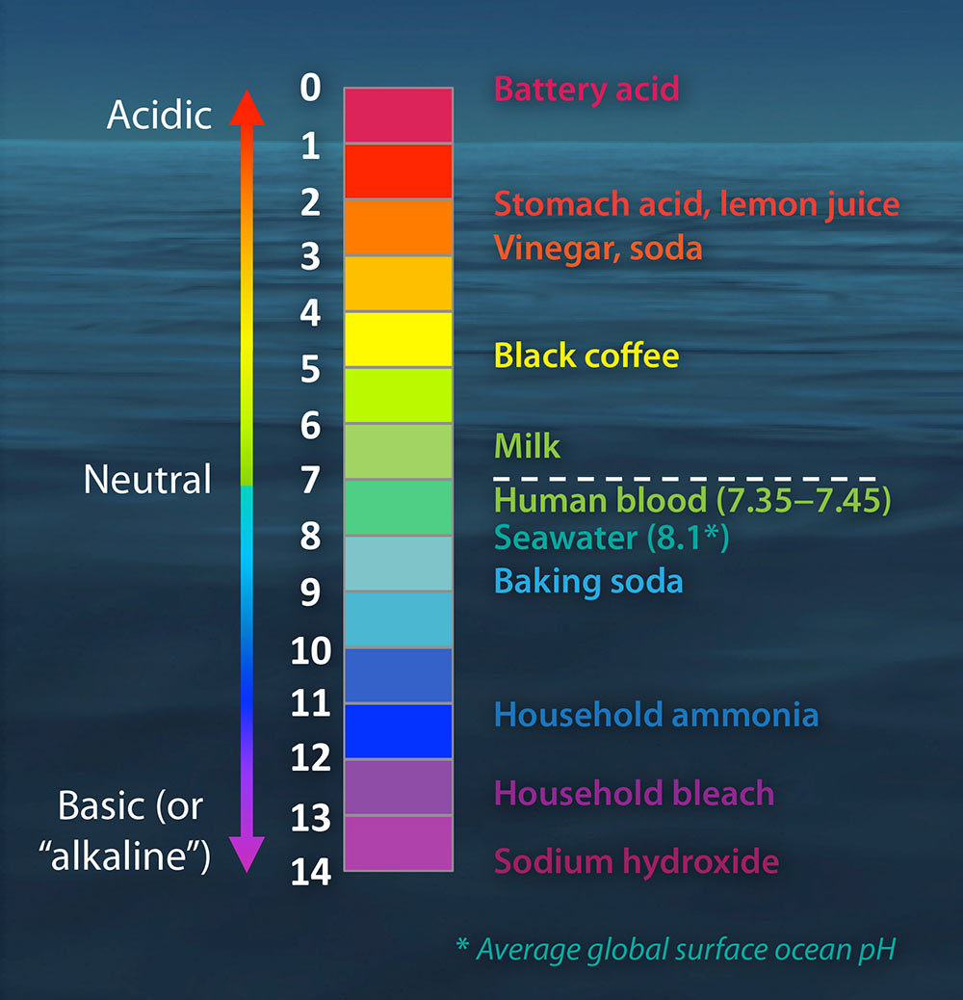 0
Battery acid
Acidic
1
2
Stomach acid, lemon juice
Vinegar, soda
3
4
Black coffee
5
6
Milk
Neutral
7
Human blood (7.35–7.45)
8
Seawater (8.1*)
Baking soda
9
10
11
Household ammonia
12
Household bleach
Basic (or
“alkaline”)
13
Sodium hydroxide
14
* Average global surface ocean pH